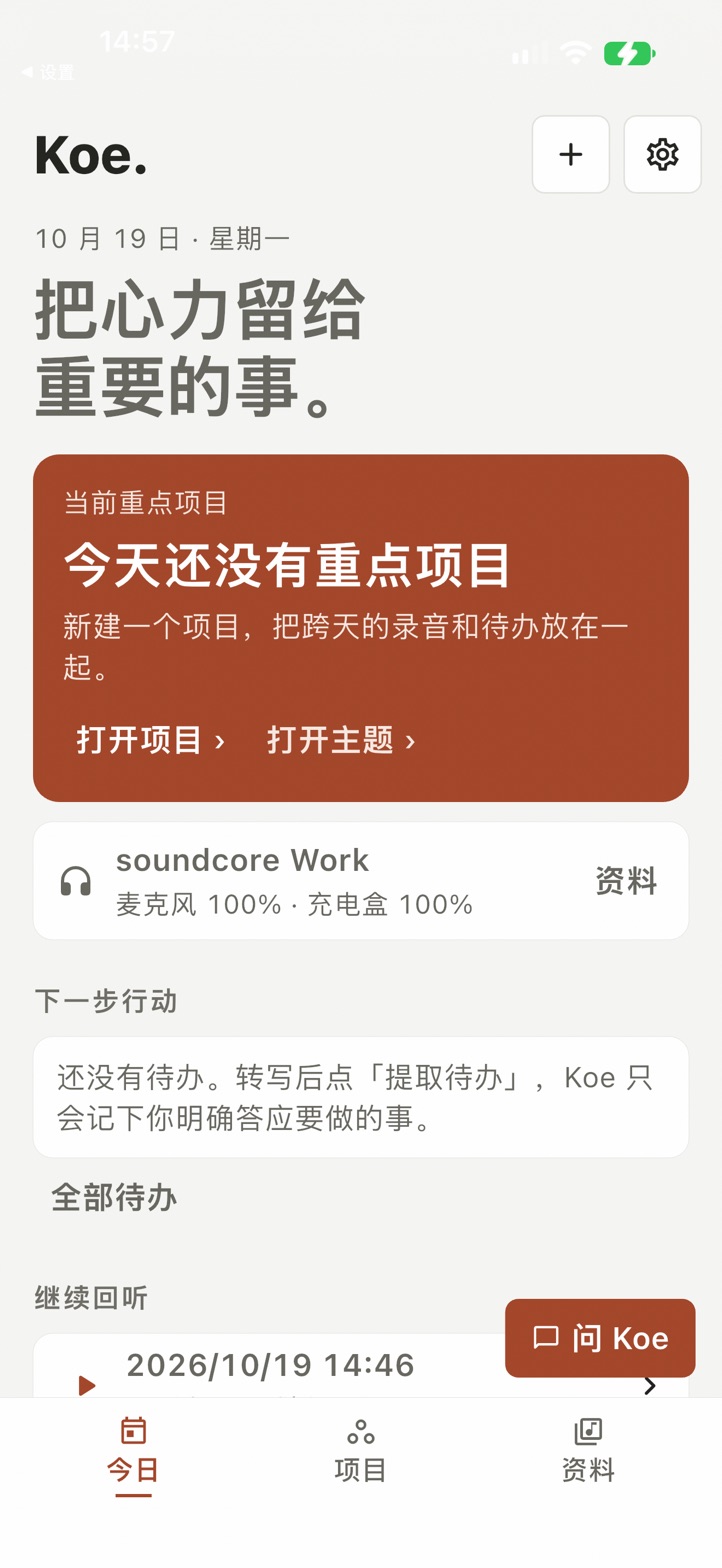 14:57
◀ 设置
Koe.
10 月 19 日 · 星期一
把心力留给
重要的事。
当前重点项目
今天还没有重点项目
新建一个项目，把跨天的录音和待办放在一
起。
打开项目 ›
打开主题 ›
soundcore Work
麦克风 100% · 充电盒 100%
资料
下一步行动
还没有待办。转写后点「提取待办」，Koe 只
会记下你明确答应要做的事。
全部待办
继续回听
问 Koe
2026/10/19 14:46
今日
项目
资料